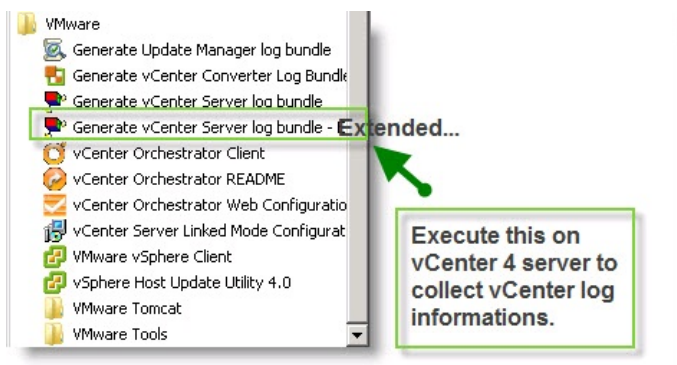 VMware
Generate Update Manager log bundle
Generate vCenter Converter Log Bundle
Generate vCenter Server log bundle
Generate vCenter Server log bundle - Extended...
vCenter Orchestrator Client
vCenter Orchestrator README
vCenter Orchestrator Web Configuratio
vCenter Server Linked Mode Configurat
VMware vSphere Client
vSphere Host Update Utility 4.0
VMware Tomcat
VMware Tools
Execute this on
vCenter 4 server to
collect vCenter log
informations.